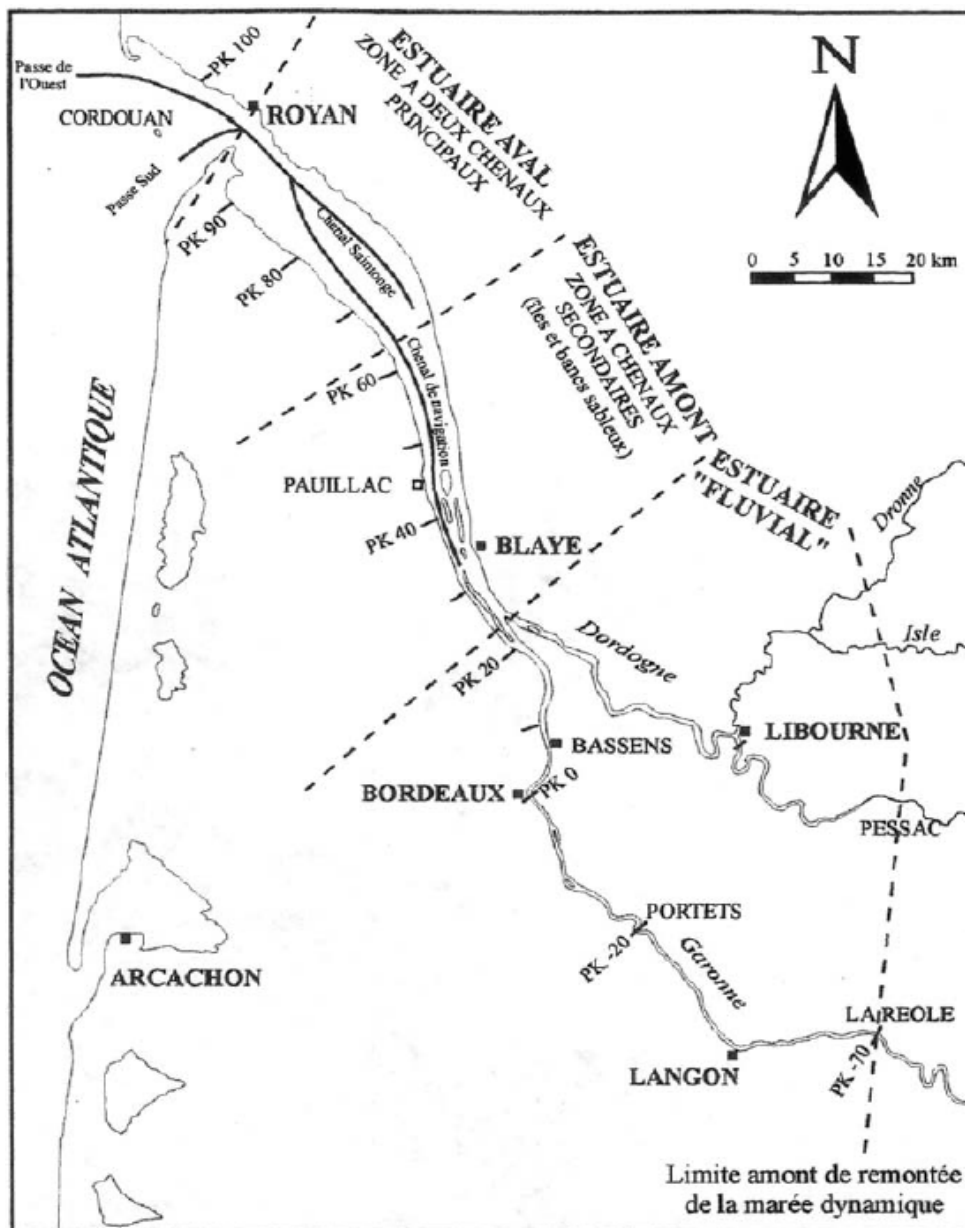 PK 100
Passe de
l'Ouest
CORDOUAN
ROYAN
Passe Sud
ESTUAIRE AVAL
ZONE A DEUX CHENAUX
PRINCIPAUX
N
0 5 10 15 20 km
PK 90
PK 80
Chenal Saintonge
ESTUAIRE AMONT
ZONE A CHENAUX
SECONDAIRES
(îles et bancs sableux)
Chenal de navigation
PK 60
OCEAN ATLANTIQUE
PAUILLAC
PK 40
BLAYE
ESTUAIRE
"FLUVIAL"
Dronne
Isle
Dordogne
PK 20
LIBOURNE
BASSENS
BORDEAUX
PK 0
PESSAC
PORTETS
PK -20
Garonne
ARCACHON
LA REOLE
LANGON
PK -70
Limite amont de remontée
de la marée dynamique